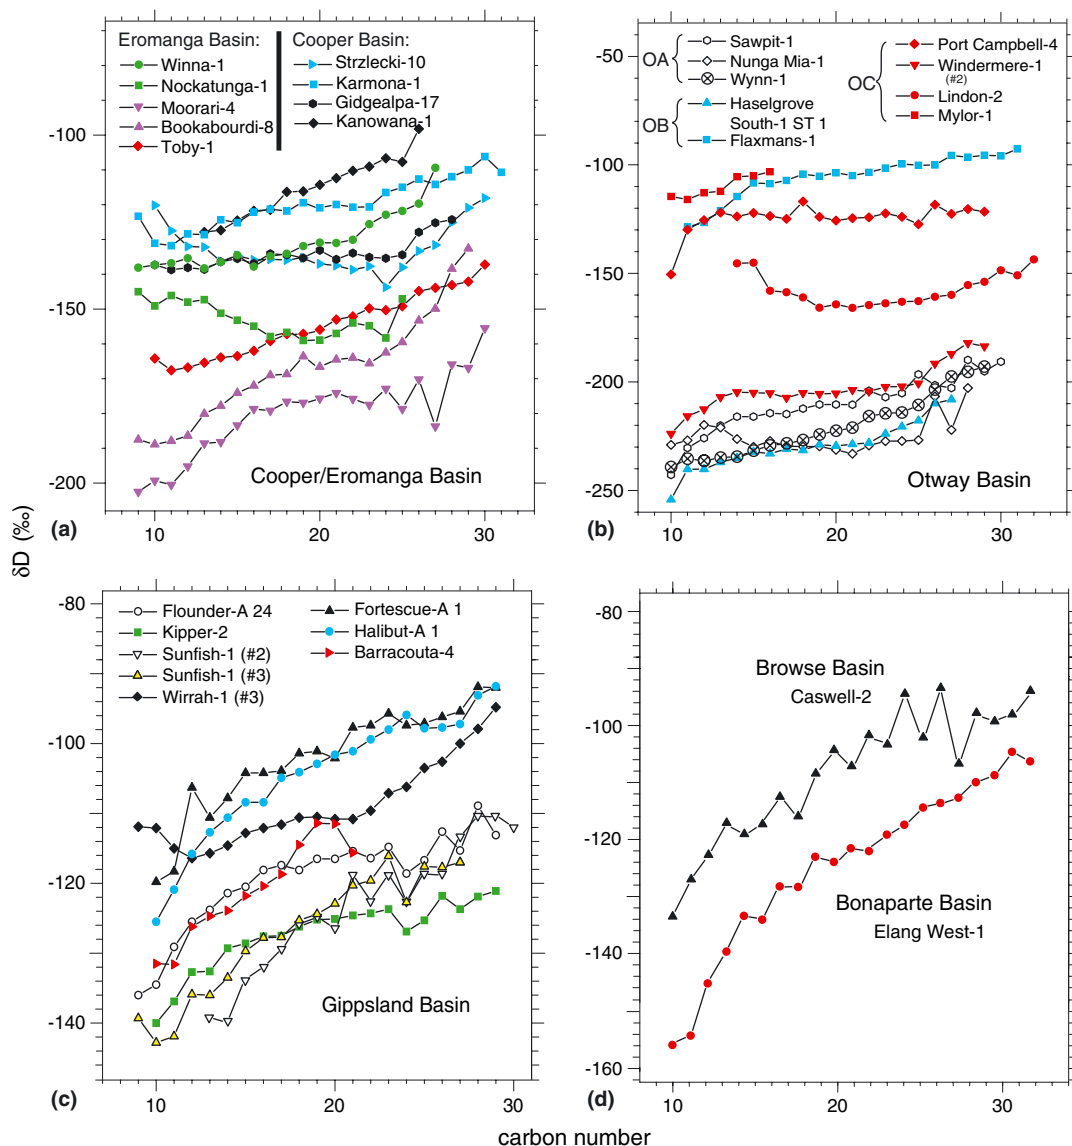 Eromanga Basin:
Winna-1
Nockatunga-1
Moorari-4
Bookabourdi-8
Toby-1
Cooper Basin:
Strzlecki-10
Karmona-1
Gidgealpa-17
Kanowana-1
-100
-150
-200
Cooper/Eromanga Basin
(a)
10
20
30
OA
Sawpit-1
Nunga Mia-1
Wynn-1
OB
Haselgrove
South-1 ST 1
Flaxmans-1
OC
Port Campbell-4
Windermere-1
(#2)
Lindon-2
Mylor-1
-50
-100
-150
-200
-250
Otway Basin
(b)
10
20
30
δD (‰)
10
20
30
Flounder-A 24
Kipper-2
Sunfish-1 (#2)
Sunfish-1 (#3)
Wirrah-1 (#3)
Fortescue-A 1
Halibut-A 1
Barracouta-4
-80
-100
-120
-140
Gippsland Basin
(c)
10
20
30
10
20
30
-80
-100
-120
-140
-160
Browse Basin
Caswell-2
Bonaparte Basin
Elang West-1
(d)
10
20
30
carbon number